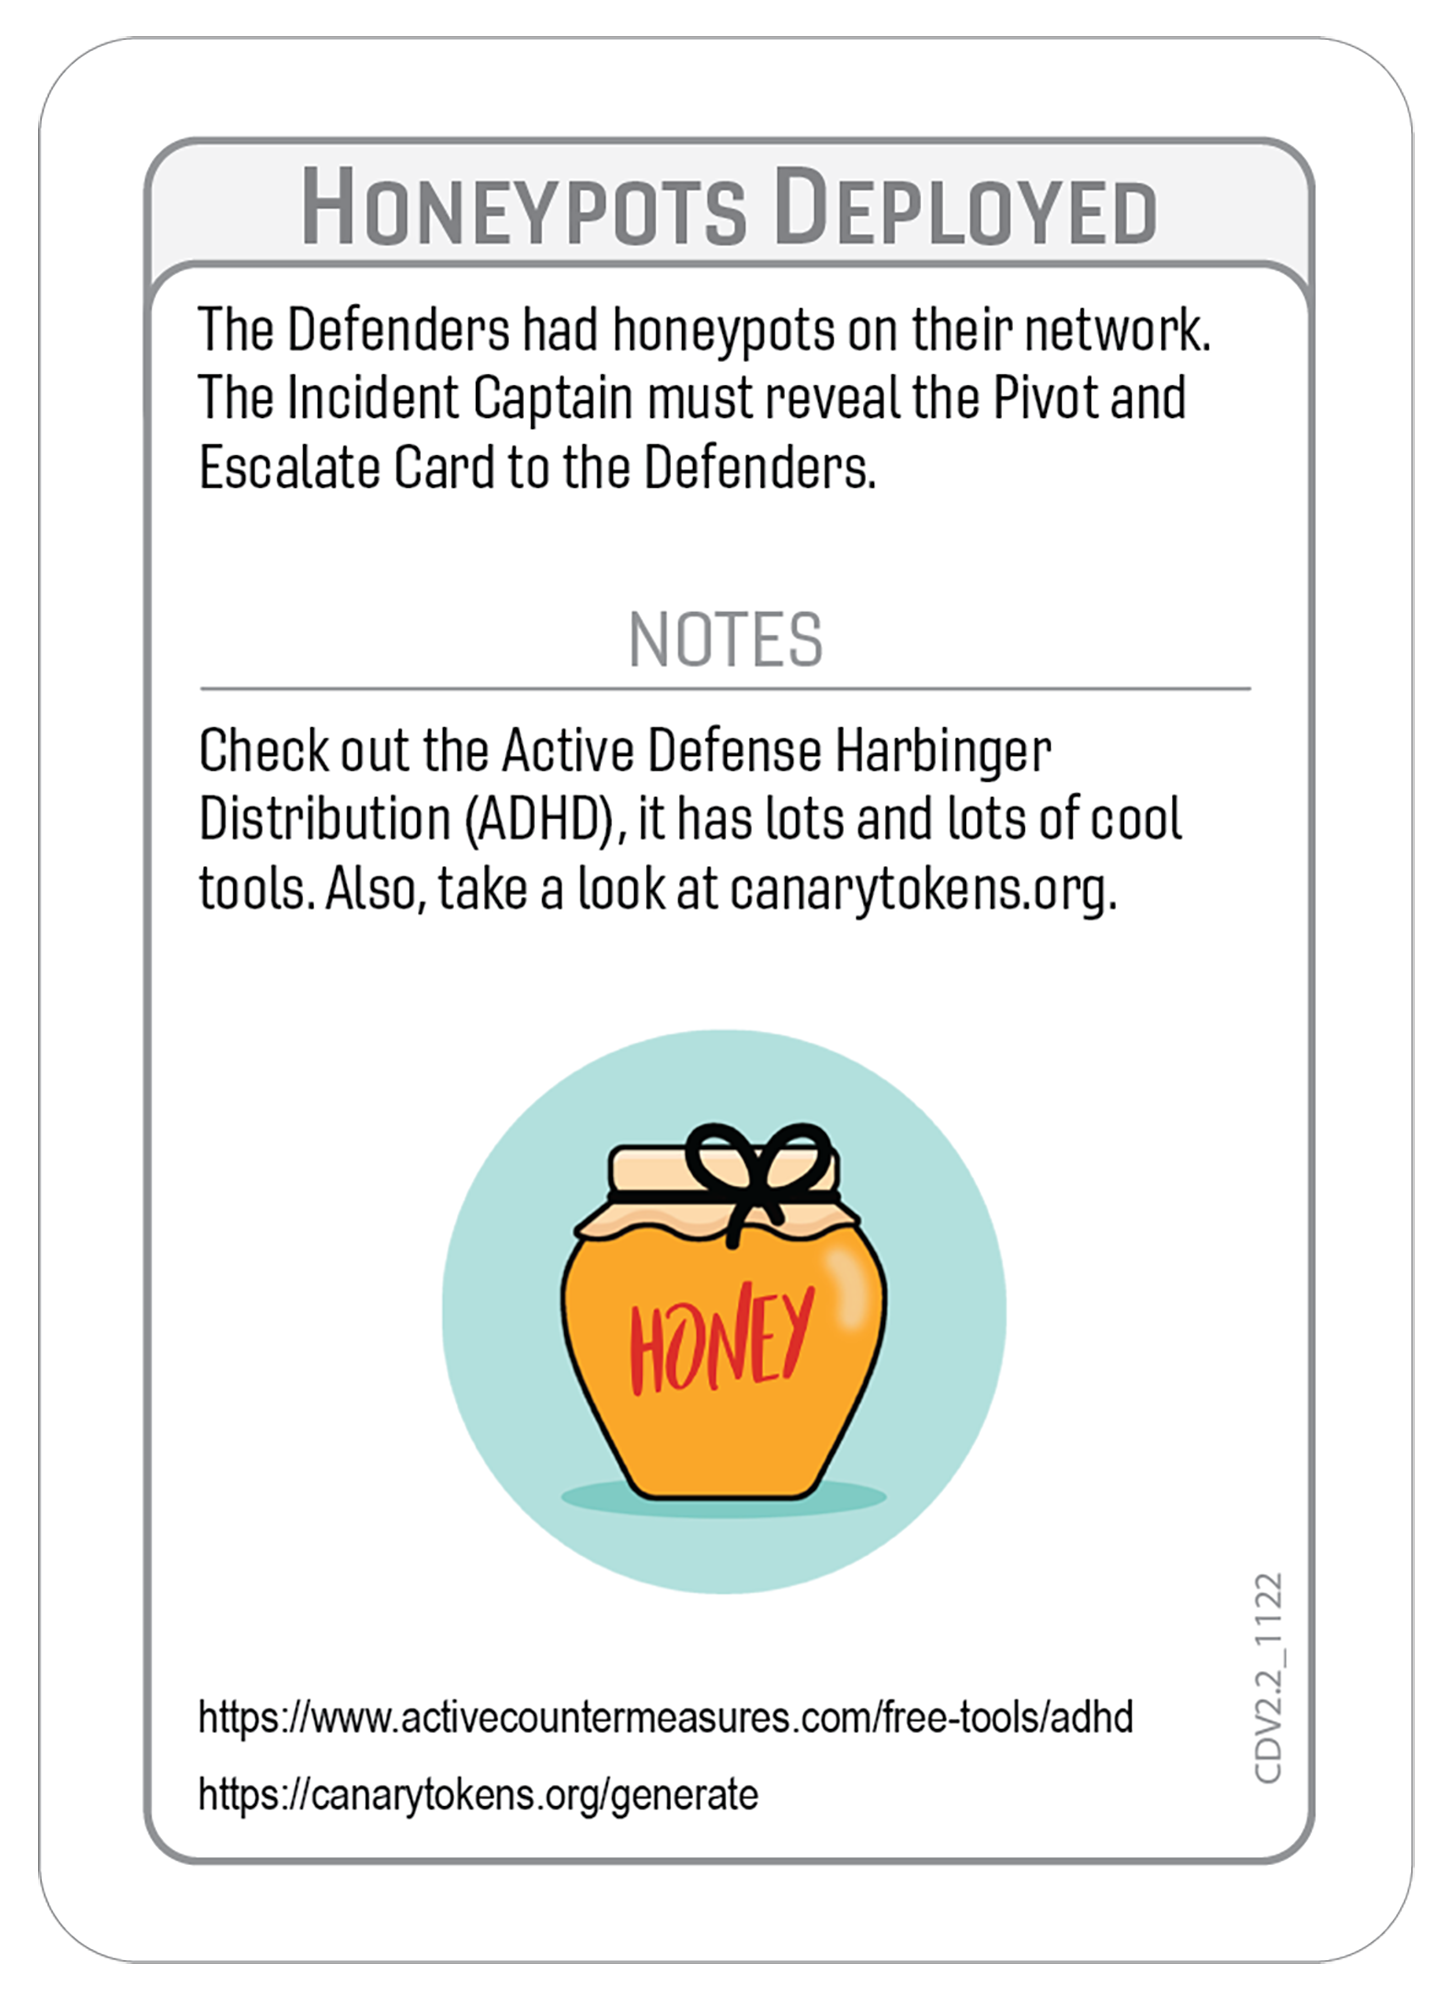 Honeypots Deployed
The Defenders had honeypots on their network.
The Incident Captain must reveal the Pivot and
Escalate Card to the Defenders.
NOTES
Check out the Active Defense Harbinger
Distribution (ADHD), it has lots and lots of cool
tools. Also, take a look at canarytokens.org.
HONEY
https://www.activecountermeasures.com/free-tools/adhd
https://canarytokens.org/generate
CDV2.2_1122